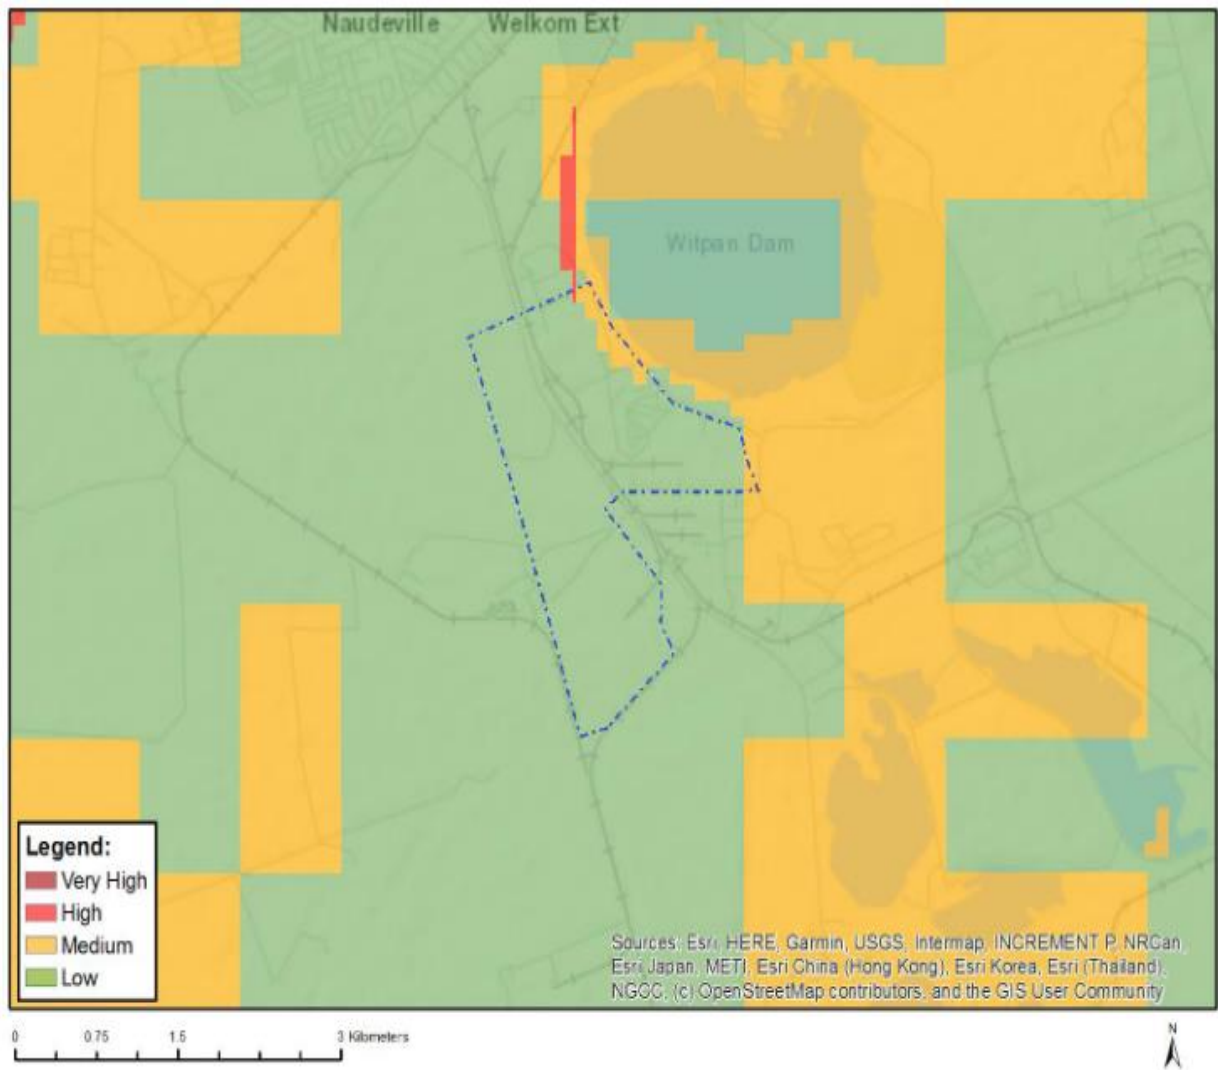 Naudeville Welkom Ext
Witpan Dam
Legend:
Very High
High
Medium
Low
Sources: Esri, HERE, Garmin, USGS, Intermap, INCREMENT P, NRCan,
Esri Japan, METI, Esri China (Hong Kong), Esri Korea, Esri (Thailand),
NGCC, (c) OpenStreetMap contributors, and the GIS User Community
0 0.75 1.5 3 Kilometers
N